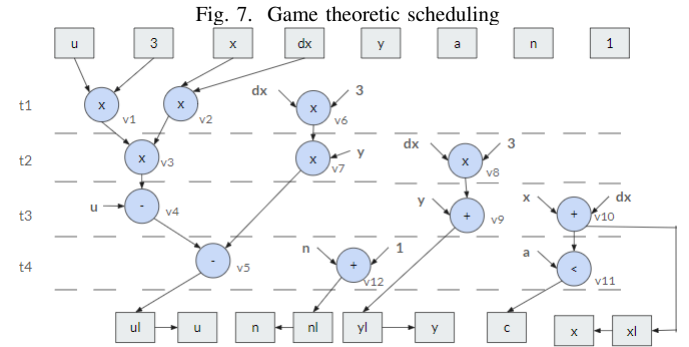 Fig. 7. Game theoretic scheduling
u 3 x dx y a n 1
dx 3
t1 x v1 x v2 x v6
dx 3
t2 x v3 x y v7 x v8
x dx
t3 u - v4 y + v9 + v10
n 1 a
t4 - v5 + v12 < v11
ul u n nl yl y c x xl